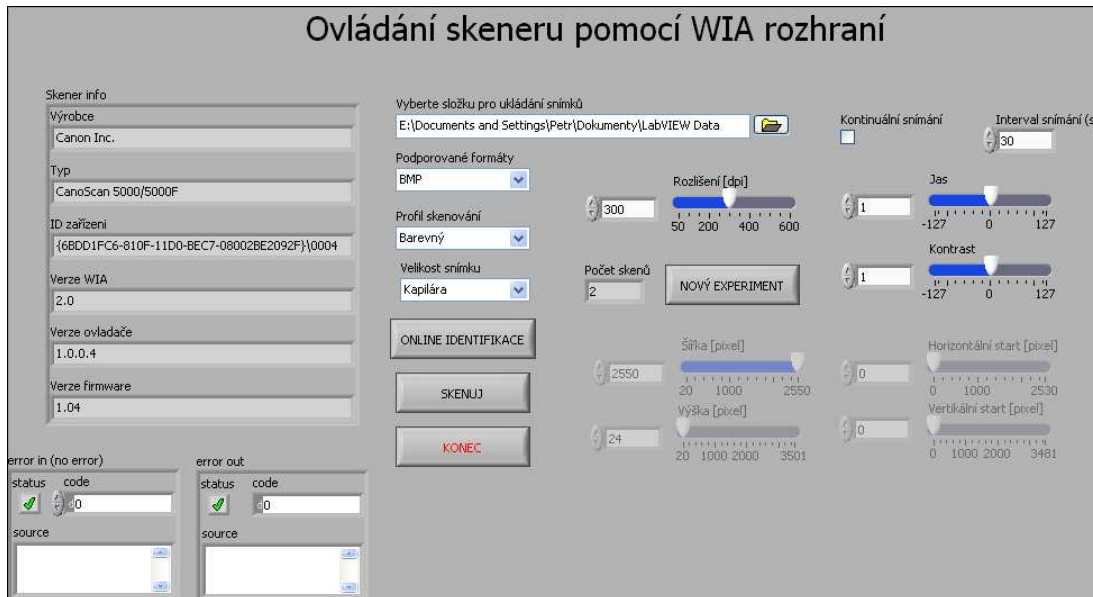 Ovládání skeneru pomocí WIA rozhraní
Skener info
Výrobce
Canon Inc.
Typ
CanoScan 5000/5000F
ID zařízeni
{6BDD1FC6-810F-11D0-BEC7-08002BE2092F}\0004
Verze WIA
2.0
Verze ovladače
1.0.0.4
Verze firmware
1.04
error in (no error)
status code
0
source
error out
status code
0
source
Vyberte složku pro ukládání snímků
E:\Documents and Settings\Petr\Dokumenty\LabVIEW Data
Podporované formáty
BMP
Profil skenování
Barevný
Velikost snímku
Kapilára
ONLINE IDENTIFIKACE
SKENUJ
KONEC
Rozlišení [dpi]
300
50 200 400 600
Počet skenů
2
NOVÝ EXPERIMENT
Šířka [pixel]
2550
20 1000 2550
Výška [pixel]
24
20 1000 2000 3501
Kontinuální snímání
Interval snímání (s
30
Jas
1
-127 0 127
Kontrast
1
-127 0 127
Horizontální start [pixel]
0
0 1000 2530
Vertikální start [pixel]
0
0 1000 2000 3481